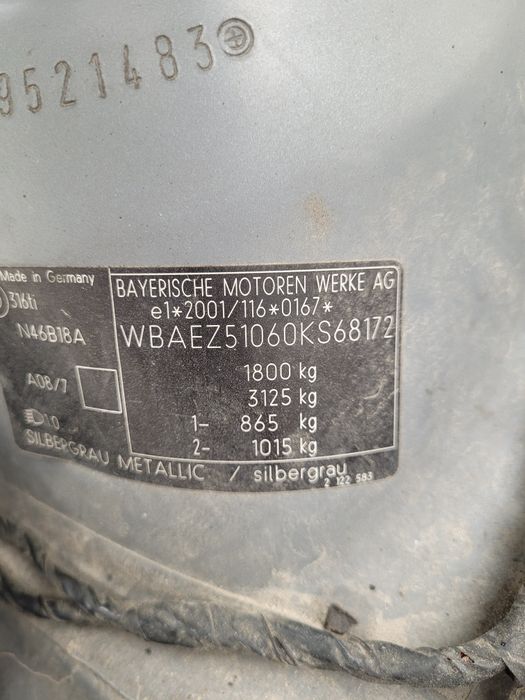 9521483
Made in Germany
316ti
N46B18A
A08/7
1.0
BAYERISCHE MOTOREN WERKE AG
e1*2001/116*0167*
WBAEZ51060KS68172
1800 kg
3125 kg
1- 865 kg
2- 1015 kg
SILBERGRAU METALLIC / silbergrau
2 122 583